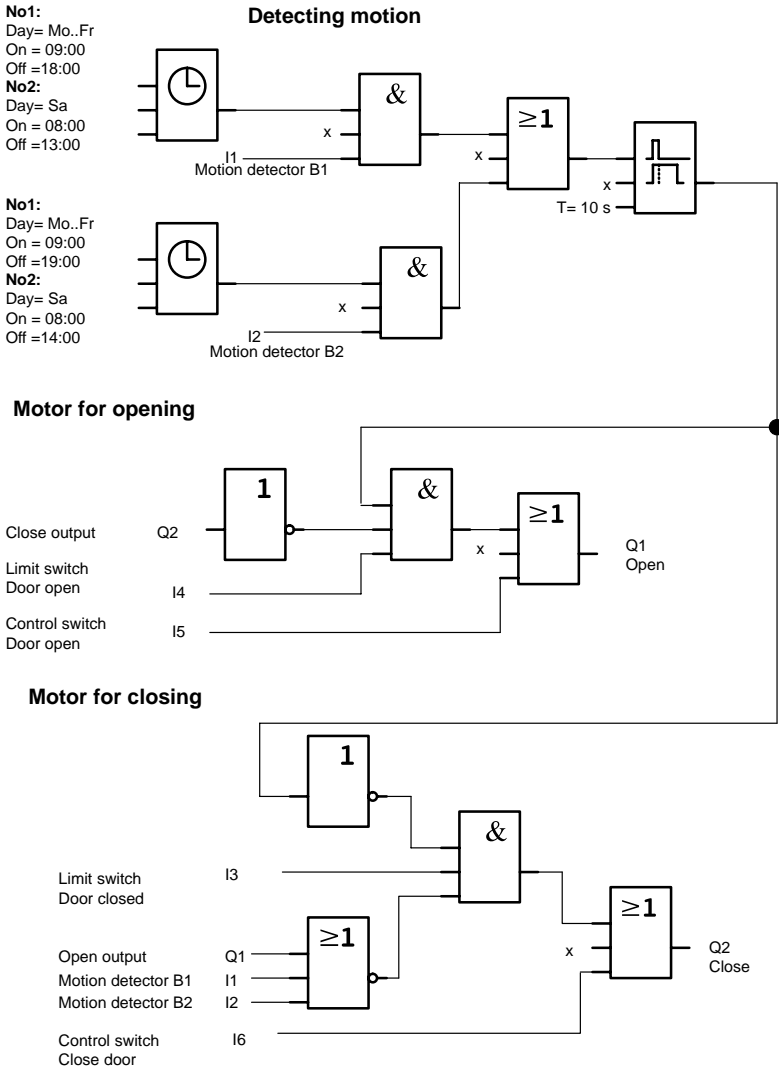 Detecting motion
No1:
Day= Mo..Fr
On = 09:00
Off =18:00
No2:
Day= Sa
On = 08:00
Off =13:00
&
x
I1
Motion detector B1
≥1
x
x
T= 10 s
No1:
Day= Mo..Fr
On = 09:00
Off =19:00
No2:
Day= Sa
On = 08:00
Off =14:00
&
x
I2
Motion detector B2
Motor for opening
1
&
≥1
Close output Q2
x
Q1
Open
Limit switch
Door open I4
Control switch
Door open I5
Motor for closing
1
&
Limit switch
Door closed I3
≥1
≥1
Open output Q1
Motion detector B1 I1
Motion detector B2 I2
x
Q2
Close
Control switch
Close door I6